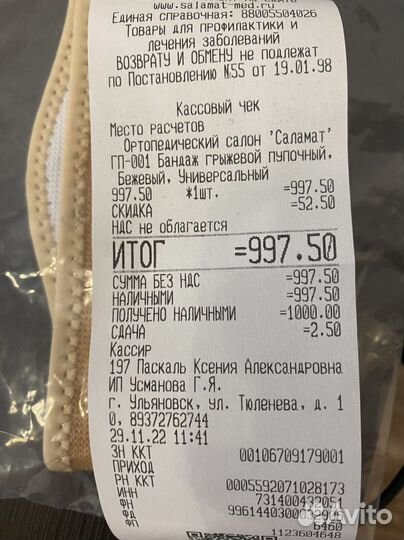 www.salamat-med.ru
Единая справочная: 88005504026
Товары для профилактики и
лечения заболеваний
ВОЗВРАТУ И ОБМЕНУ не подлежат
по Постановлению №55 от 19.01.98
Кассовый чек
Место расчетов
Ортопедический салон 'Саламат'
ГП-001 Бандаж грыжевой пупочный,
Бежевый, Универсальный
997.50 *1шт. =997.50
СКИДКА =52.50
НДС не облагается
ИТОГ =997.50
СУММА БЕЗ НДС =997.50
НАЛИЧНЫМИ =997.50
ПОЛУЧЕНО НАЛИЧНЫМИ =1000.00
СДАЧА =2.50
Кассир
197 Паскаль Ксения Александровна
ИП Усманова Г.Я.
г. Ульяновск, ул. Тюленева, д. 1
0, 89372762744
29.11.22 11:41
ЗН ККТ 00106709179001
ПРИХОД
РН ККТ 0005592071028173
ИНН 731400432051
ФН
ФД 6460
ФП 1123604648
Avito